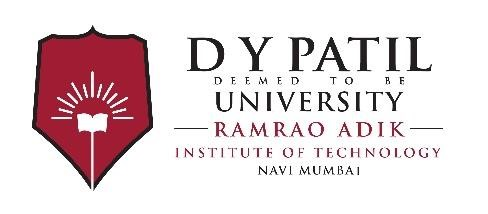 D Y PATIL
DEEMED TO BE
UNIVERSITY
RAMRAO ADIK
INSTITUTE OF TECHNOLOGY
NAVI MUMBAI